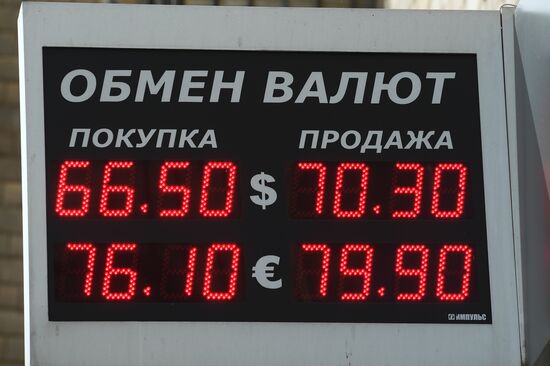 ОБМЕН ВАЛЮТ
ПОКУПКА ПРОДАЖА
66.50 $ 70.30
76.10 € 79.90
ИМПУЛЬС